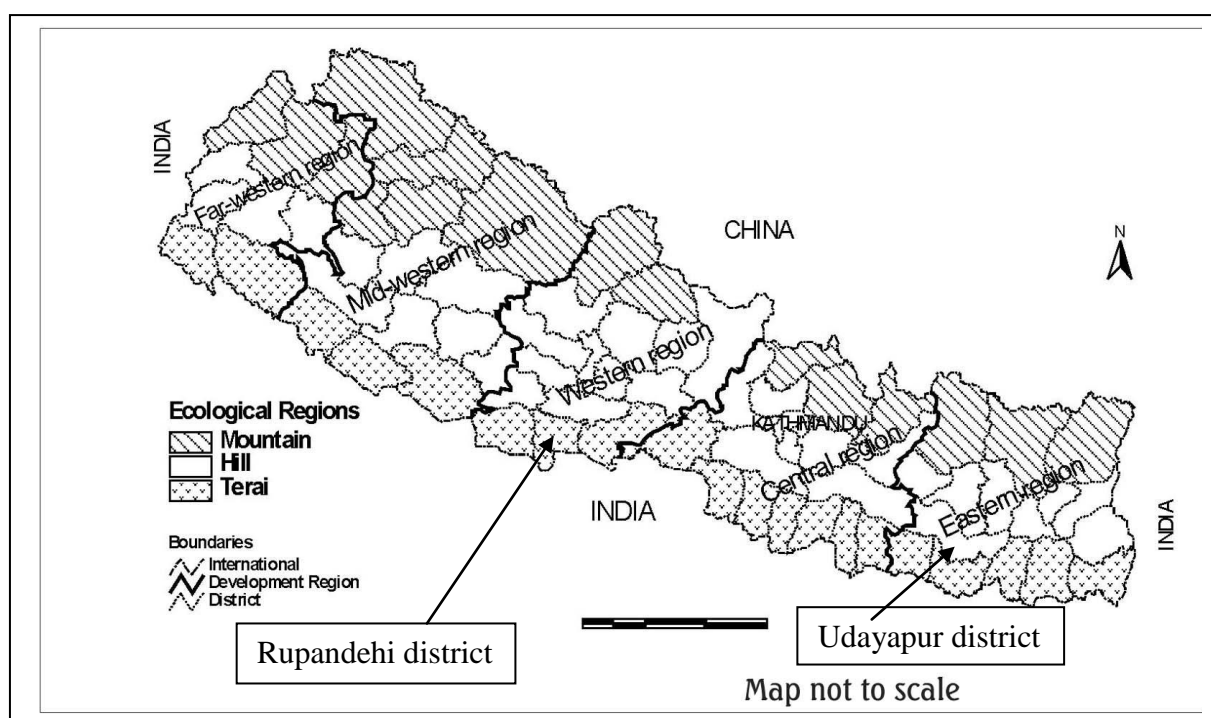 INDIA
Far-western region
CHINA
N
Mid-western region
Western region
KATHMANDU
Central region
Eastern region
INDIA
INDIA
Ecological Regions
Mountain
Hill
Terai
Boundaries
International
Development Region
District
Rupandehi district
Udayapur district
Map not to scale